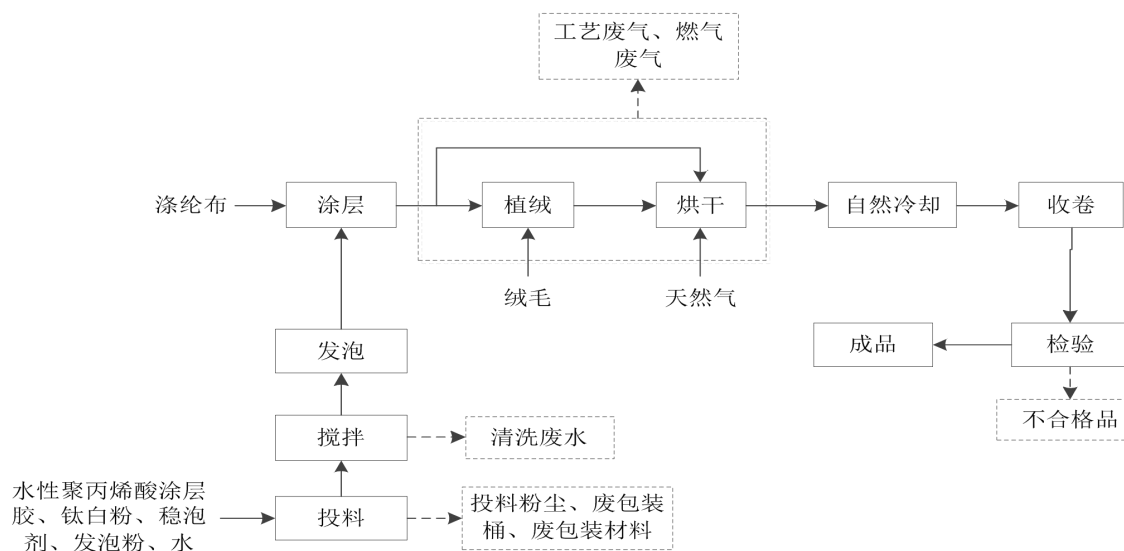 工艺废气、燃气
废气
涤纶布
涂层
植绒
烘干
自然冷却
收卷
绒毛
天然气
发泡
成品
检验
搅拌
清洗废水
不合格品
水性聚丙烯酸涂层
胶、钛白粉、稳泡
剂、发泡粉、水
投料
投料粉尘、废包装
桶、废包装材料